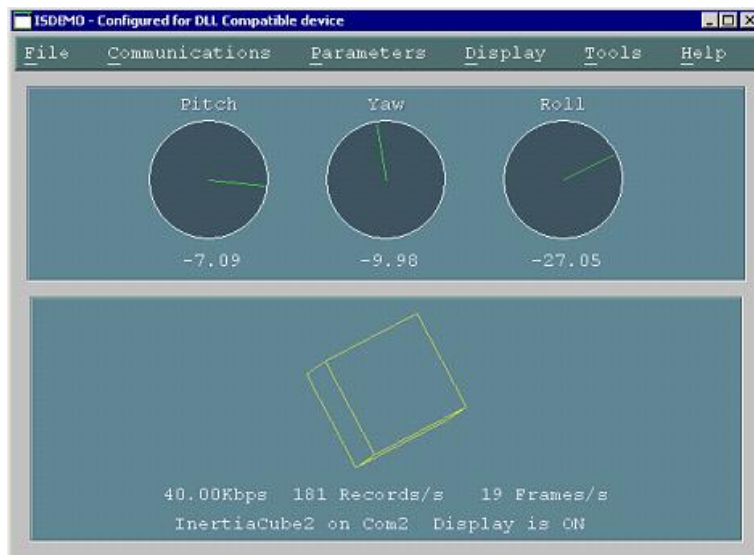 ISDEMO - Configured for DLL Compatible device
File Communications Parameters Display Tools Help
Pitch Yaw Roll
-7.09 -9.98 -27.05
40.00Kbps 181 Records/s 19 Frames/s
InertiaCube2 on Com2 Display is ON